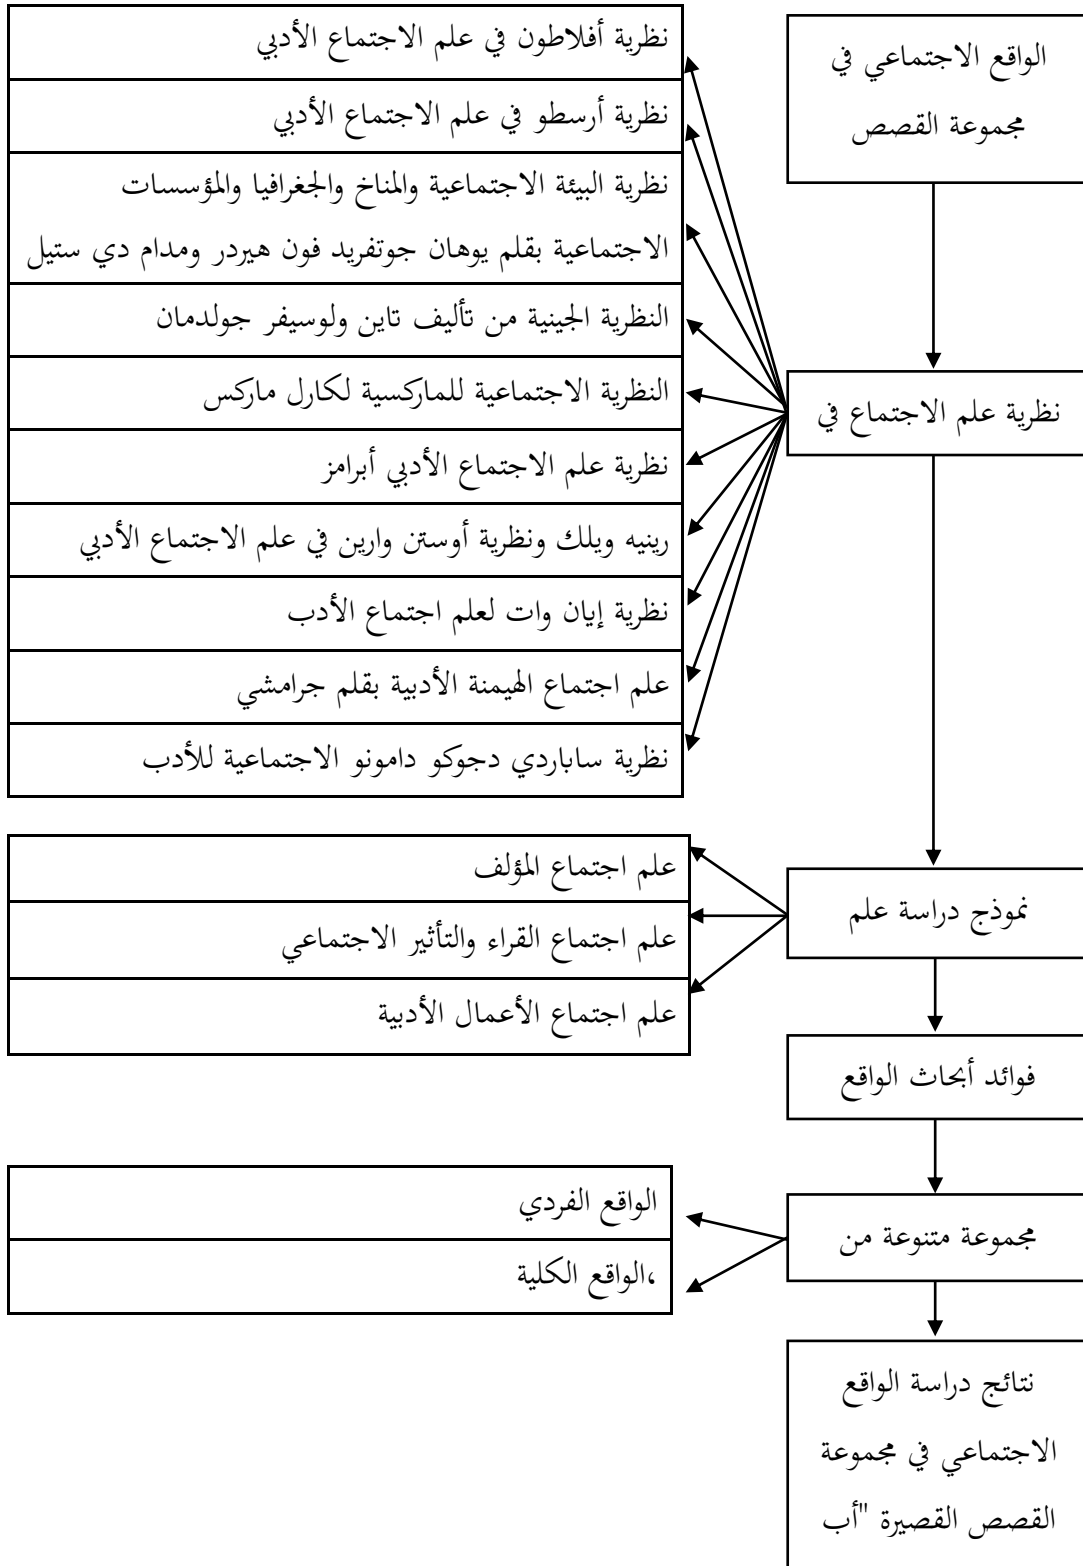 الواقع الاجتماعي في
مجموعة القصص
نظرية علم الاجتماع في
نظرية أفلاطون في علم الاجتماع الأدبي
نظرية أرسطو في علم الاجتماع الأدبي
نظرية البيئة الاجتماعية والمناخ والجغرافيا والمؤسسات
الاجتماعية بقلم يوهان جوتفريد فون هيردر ومدام دي ستيل
النظرية الجينية من تأليف تاين ولوسيفر جولدمان
النظرية الاجتماعية للماركسية لكارل ماركس
نظرية علم الاجتماع الأدبي أبرامز
رينيه ويلك ونظرية أوستن وارين في علم الاجتماع الأدبي
نظرية إيان وات لعلم اجتماع الأدب
علم اجتماع الهيمنة الأدبية بقلم جرامشي
نظرية ساباردي دجوكو دامونو الاجتماعية للأدب
نموذج دراسة علم
علم اجتماع المؤلف
علم اجتماع القراء والتأثير الاجتماعي
علم اجتماع الأعمال الأدبية
فوائد أبحاث الواقع
مجموعة متنوعة من
الواقع الفردي
،الواقع الكلية
نتائج دراسة الواقع
الاجتماعي في مجموعة
القصص القصيرة "أب